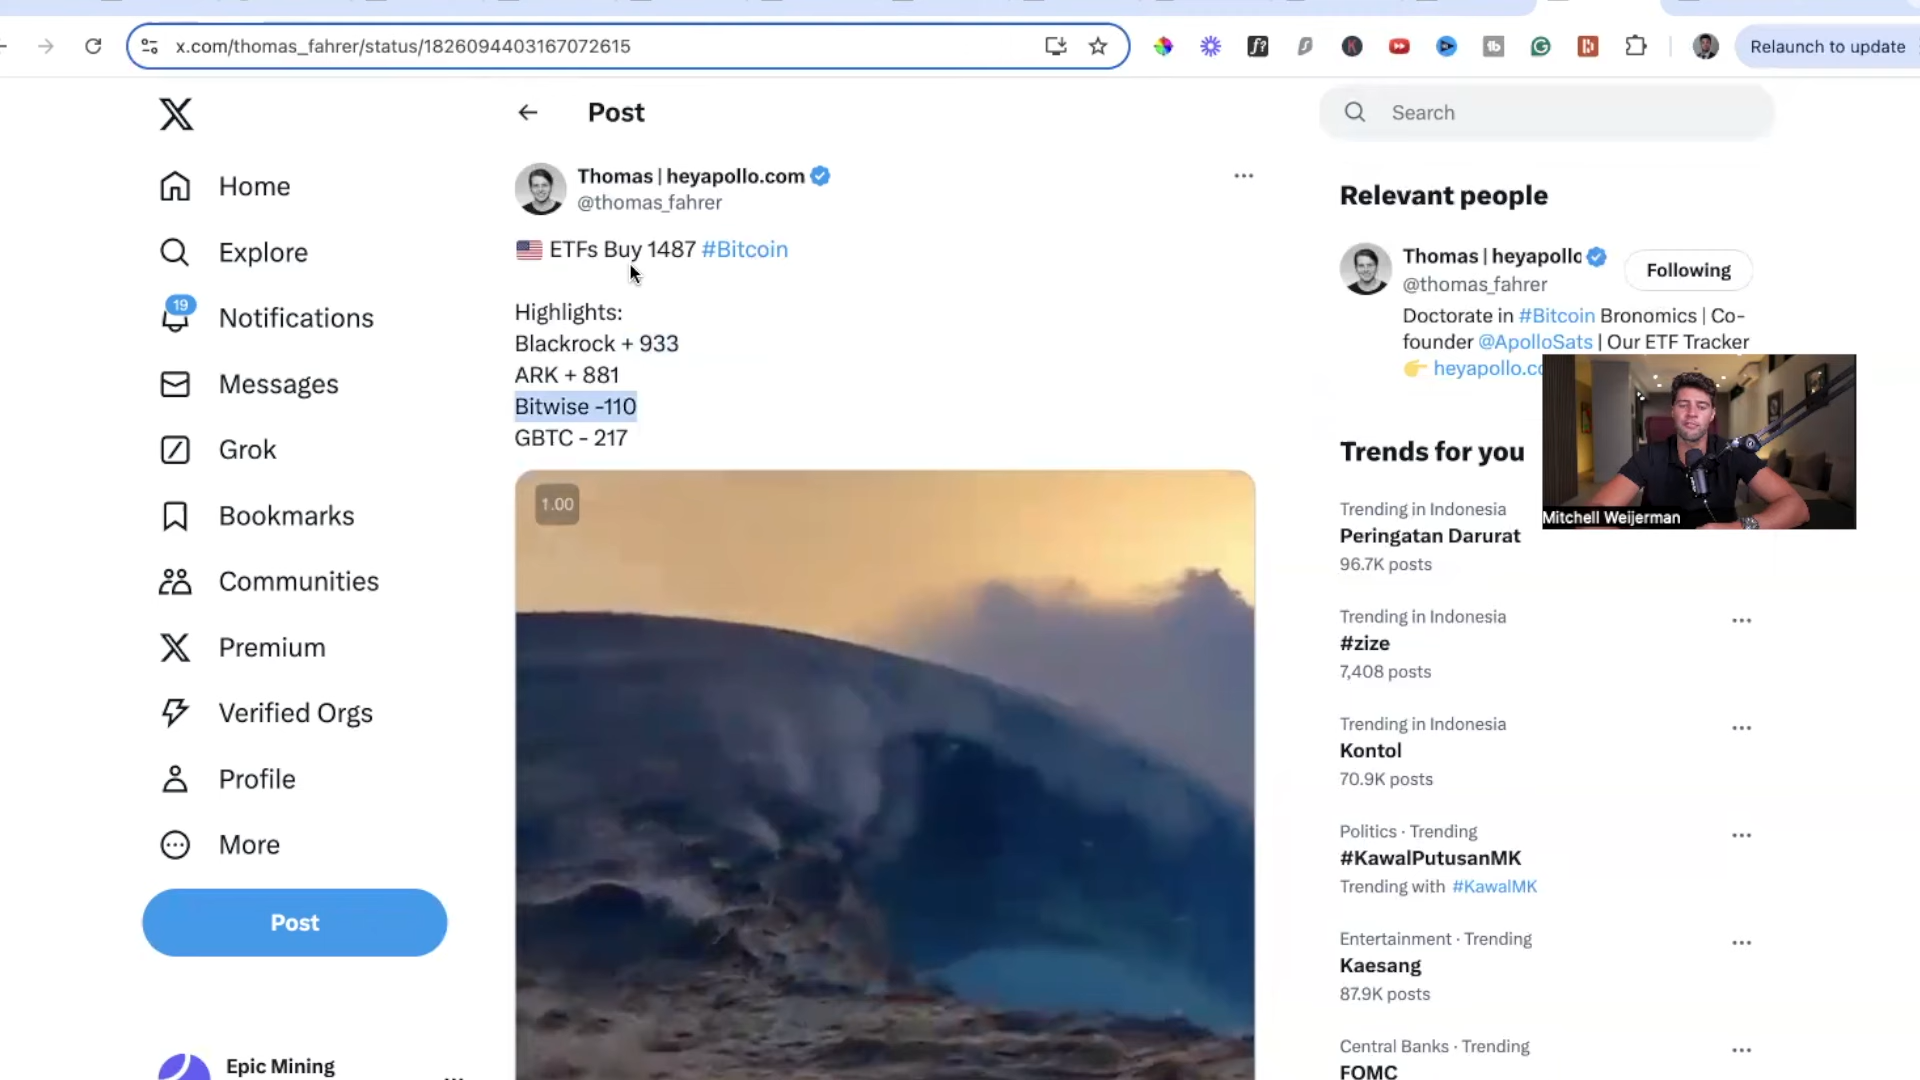 x.com/thomas_fahrer/status/1826094403167072615
Relaunch to update
Home
Explore
19
Notifications
Messages
Grok
Bookmarks
Communities
Premium
Verified Orgs
Profile
More
Post
Epic Mining
Post
Thomas | heyapollo.com
@thomas_fahrer
ETFs Buy 1487 #Bitcoin
Highlights:
Blackrock + 933
ARK + 881
Bitwise -110
GBTC - 217
1.00
Search
Relevant people
Thomas | heyapollo
@thomas_fahrer
Following
Doctorate in #Bitcoin Bronomics | Co-
founder @ApolloSats | Our ETF Tracker
👉 heyapollo.co
Mitchell Weijerman
Trends for you
Trending in Indonesia
Peringatan Darurat
96.7K posts
Trending in Indonesia
#zize
7,408 posts
Trending in Indonesia
Kontol
70.9K posts
Politics · Trending
#KawalPutusanMK
Trending with #KawalMK
Entertainment · Trending
Kaesang
87.9K posts
Central Banks · Trending
FOMC